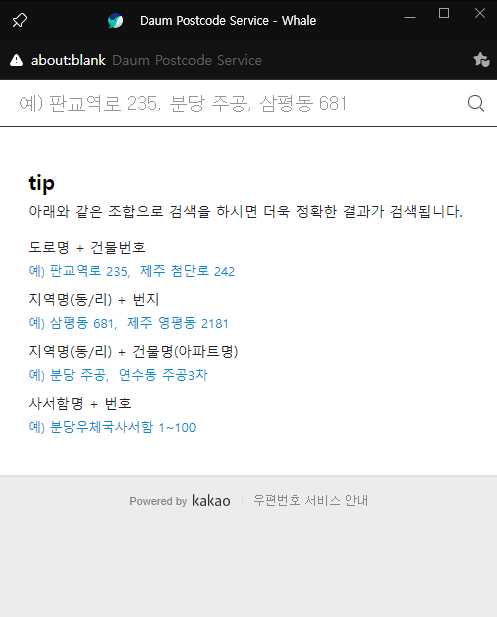 Daum Postcode Service - Whale
about:blank Daum Postcode Service
예) 판교역로 235, 분당 주공, 삼평동 681
tip
아래와 같은 조합으로 검색을 하시면 더욱 정확한 결과가 검색됩니다.
도로명 + 건물번호
예) 판교역로 235, 제주 첨단로 242
지역명(동/리) + 번지
예) 삼평동 681, 제주 영평동 2181
지역명(동/리) + 건물명(아파트명)
예) 분당 주공, 연수동 주공3차
사서함명 + 번호
예) 분당우체국사서함 1~100
Powered by kakao 우편번호 서비스 안내